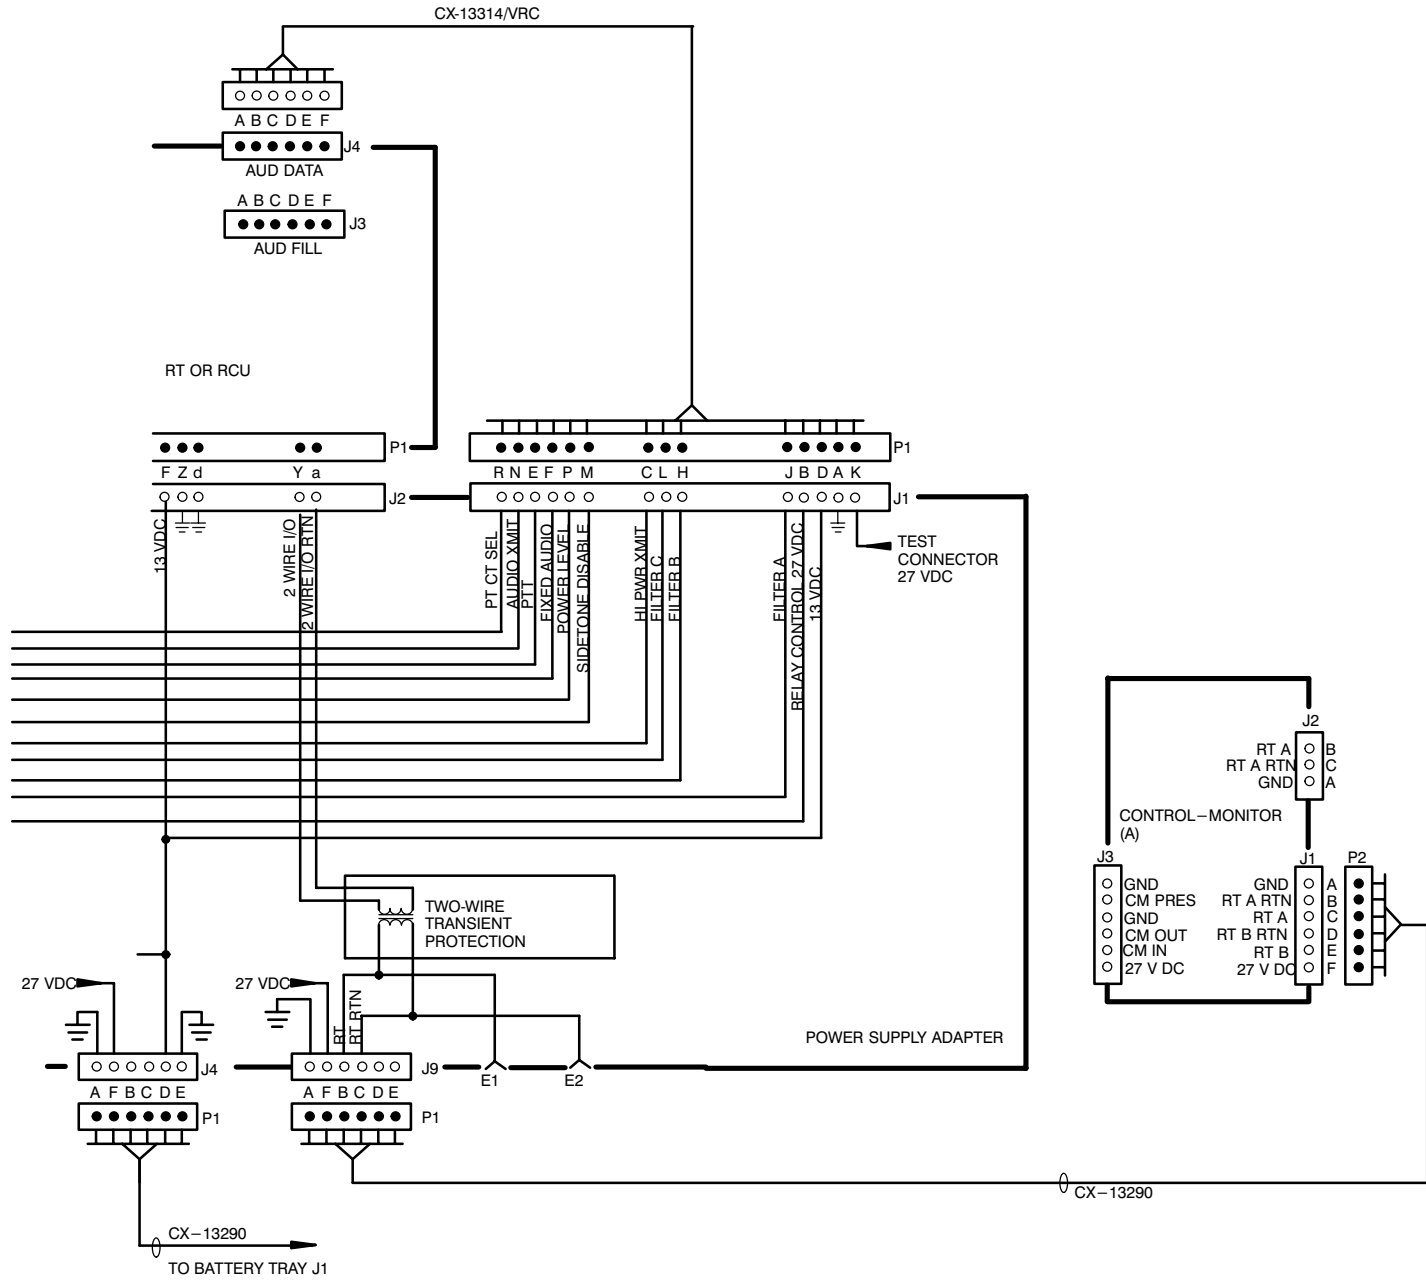 CX-13314/VRC
A B C D E F
J4
AUD DATA
A B C D E F
J3
AUD FILL
RT OR RCU
P1
P1
F Z d Y a
R N E F P M C L H J B D A K
J2
J1
13 VDC
2 WIRE I/O
2 WIRE I/O RTN
PT CT SEL
AUDIO XMIT
PTT
FIXED AUDIO
POWER LEVEL
SIDETONE DISABLE
HI PWR XMIT
FILTER C
FILTER B
FILTER A
RELAY CONTROL 27 VDC
13 VDC
TEST
CONNECTOR
27 VDC
J2
RT A B
RT A RTN C
GND A
CONTROL–MONITOR
(A)
J3
J1
P2
GND
CM PRES
GND
CM OUT
CM IN
27 V DC
GND A
RT A RTN B
RT A C
RT B RTN D
RT B E
27 V DC F
TWO-WIRE
TRANSIENT
PROTECTION
27 VDC
27 VDC
RT
RT RTN
POWER SUPPLY ADAPTER
J4
J9
E1
E2
A F B C D E
A F B C D E
P1
P1
CX–13290
CX–13290
TO BATTERY TRAY J1